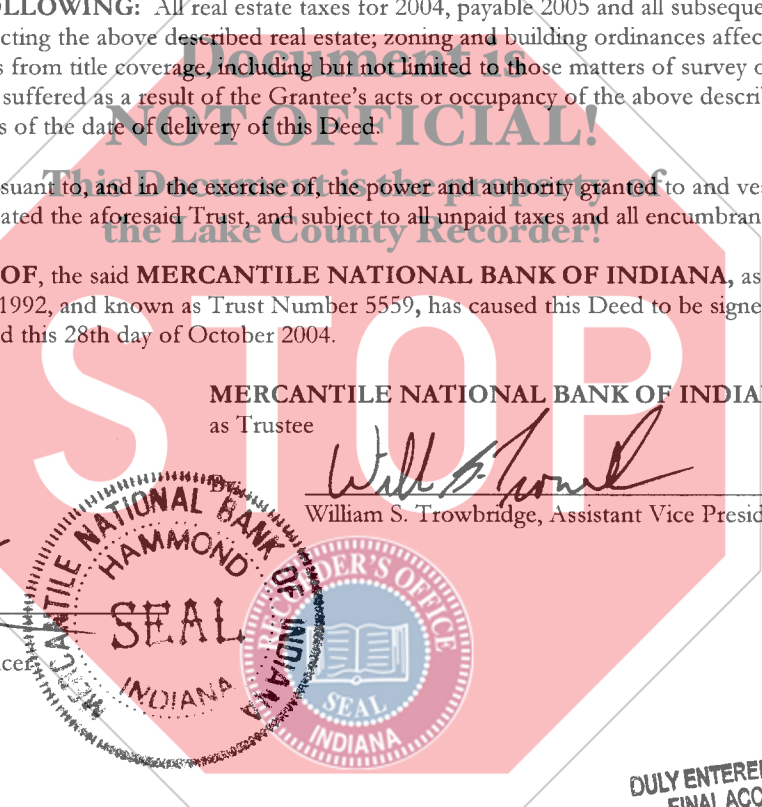 OLLOWING: All real estate taxes for 2004, payable 2005 and all subseque
cting the above described real estate; zoning and building ordinances affec
s from title coverage, including but not limited to those matters of survey o
suffered as a result of the Grantee's acts or occupancy of the above describ
s of the date of delivery of this Deed.
Document is
NOT OFFICIAL!
This Document is the property of
the Lake County Recorder!
STOP
suant to, and in the exercise of, the power and authority granted to and ves
ated the aforesaid Trust, and subject to all unpaid taxes and all encumbran
OF, the said MERCANTILE NATIONAL BANK OF INDIANA, as
1992, and known as Trust Number 5559, has caused this Deed to be signe
d this 28th day of October 2004.
MERCANTILE NATIONAL BANK OF INDIA
as Trustee
By
William S. Trowbridge, Assistant Vice Presid
MERCANTILE NATIONAL BANK OF INDIANA
HAMMOND
SEAL
INDIANA
icer
RECORDER'S OFFICE
SEAL
INDIANA
DULY ENTERE
FINAL ACC